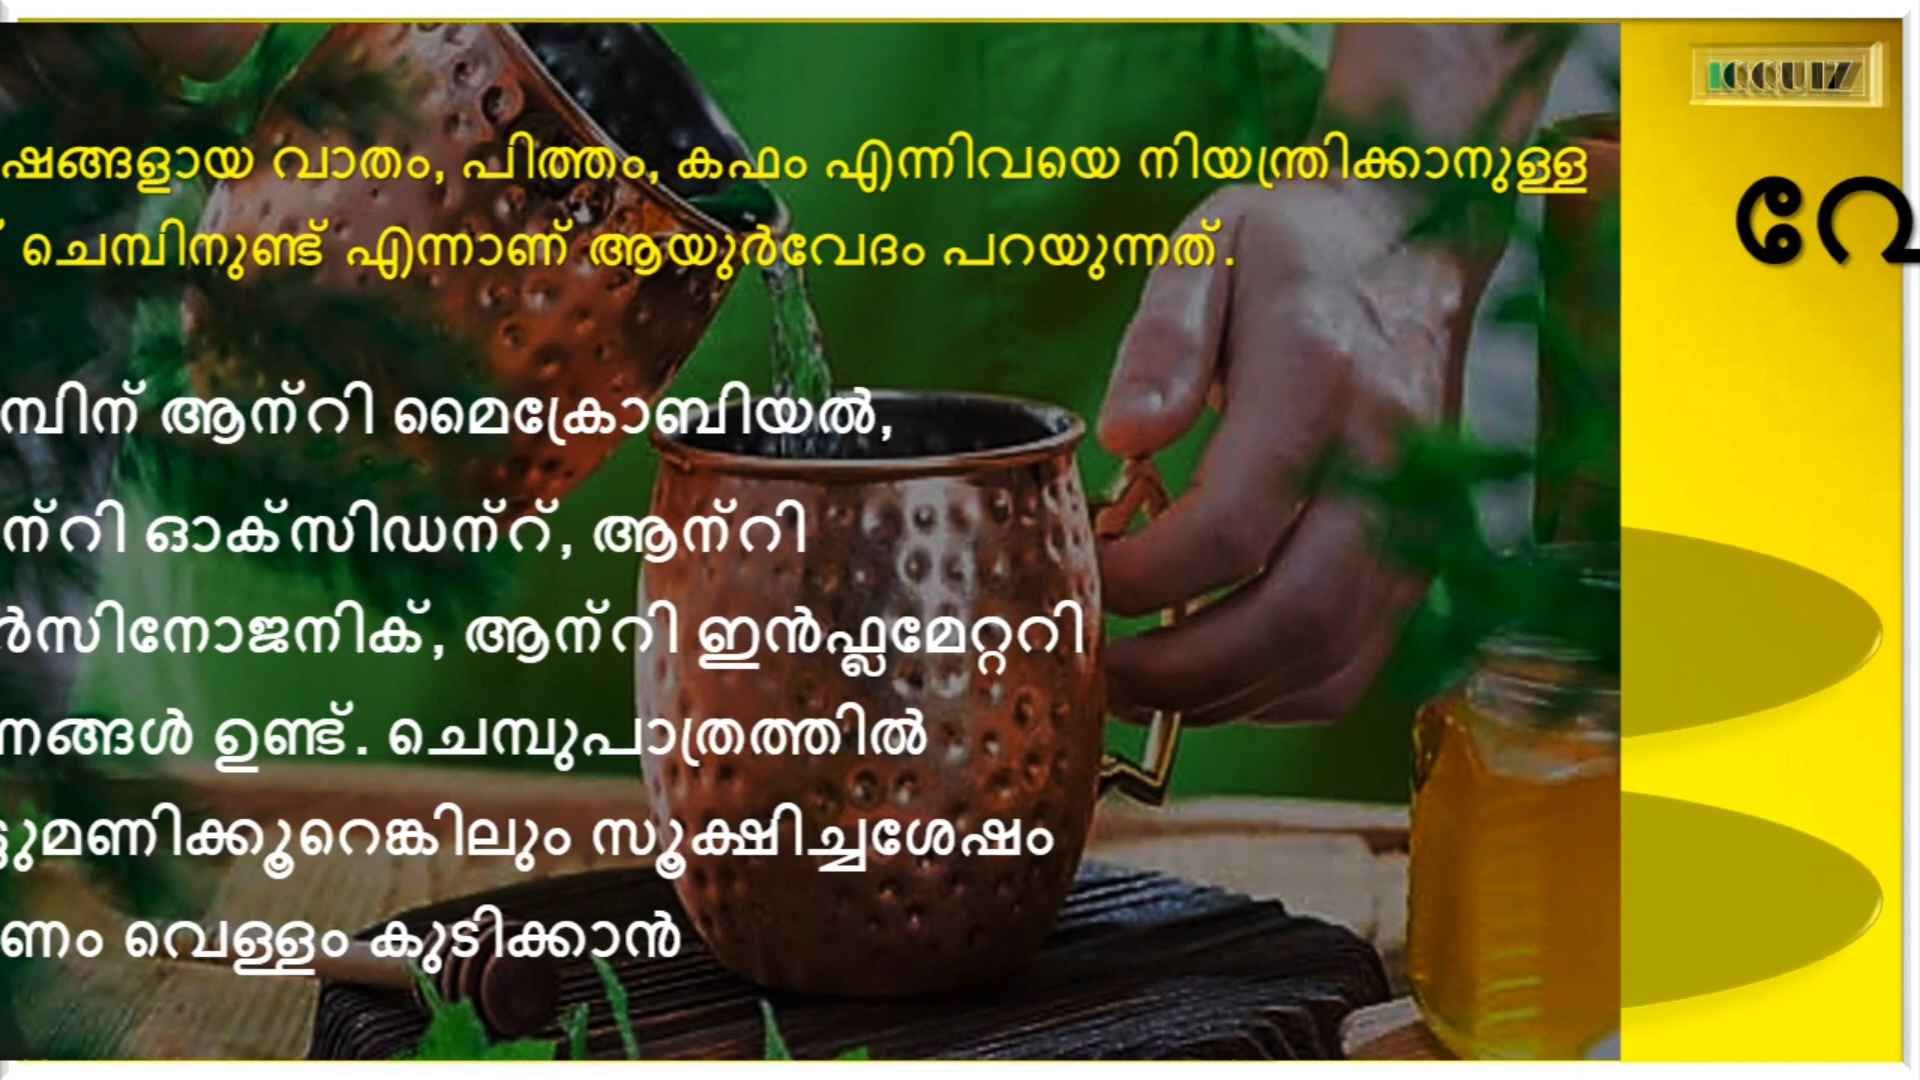 IQQUIZ
ഷങ്ങളായ വാതം, പിത്തം, കഫം എന്നിവയെ നിയന്ത്രിക്കാനുള്ള
ചെമ്പിനുണ്ട് എന്നാണ് ആയുർവേദം പറയുന്നത്.
മ്പിന് ആന്റി മൈക്രോബിയൽ,
ന്റി ഓക്സിഡന്റ്, ആന്റി
ർസിനോജനിക്, ആന്റി ഇൻഫ്ലമേറ്ററി
നങ്ങൾ ഉണ്ട്. ചെമ്പുപാത്രത്തിൽ
ട്ടുമണിക്കൂറെങ്കിലും സൂക്ഷിച്ചശേഷം
ണം വെള്ളം കുടിക്കാൻ